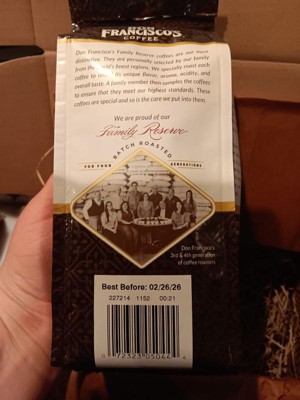 FRANCISCO'S
COFFEE
Don Francisco's Family Reserve coffees are our most
distinctive. They are personally selected by our family
from the world's finest regions. We specially roast each
coffee to its unique flavor, aroma, acidity, and
overall taste. A family member then samples the coffees
to ensure that they meet our highest standards. These
coffees are special and so is the care we put into them.
We are proud of our
Family Reserve
BATCH ROASTED
FOR FOUR GENERATIONS
Don Francisco's
3rd & 4th generation
of coffee roasters
Best Before: 02/26/26
227214 1152 00:21
0 72323 05044 4